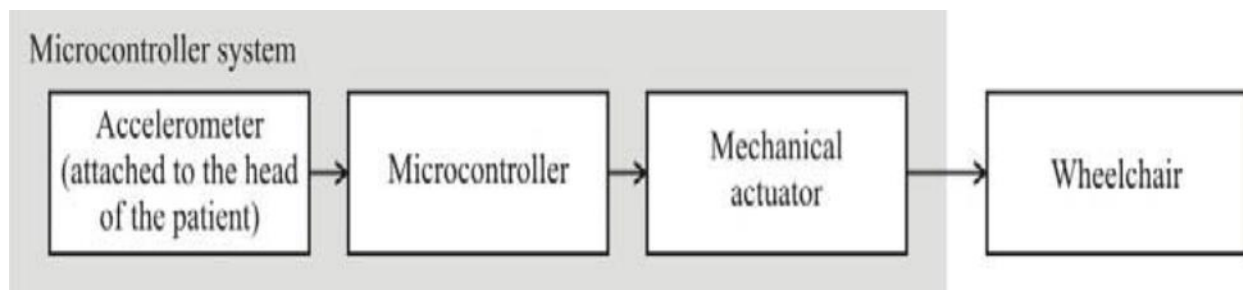 Microcontroller system
Accelerometer
(attached to the head
of the patient)
Microcontroller
Mechanical
actuator
Wheelchair